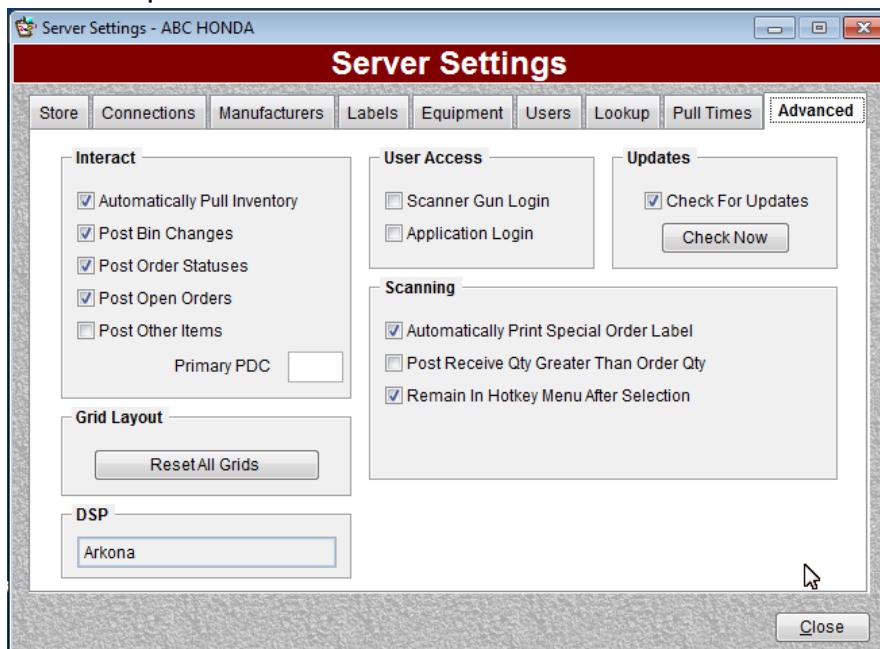 Server Settings - ABC HONDA
Server Settings
Store Connections Manufacturers Labels Equipment Users Lookup Pull Times Advanced
Interact
Automatically Pull Inventory
Post Bin Changes
Post Order Statuses
Post Open Orders
Post Other Items
Primary PDC
Grid Layout
Reset All Grids
DSP
Arkona
User Access
Scanner Gun Login
Application Login
Updates
Check For Updates
Check Now
Scanning
Automatically Print Special Order Label
Post Receive Qty Greater Than Order Qty
Remain In Hotkey Menu After Selection
Close